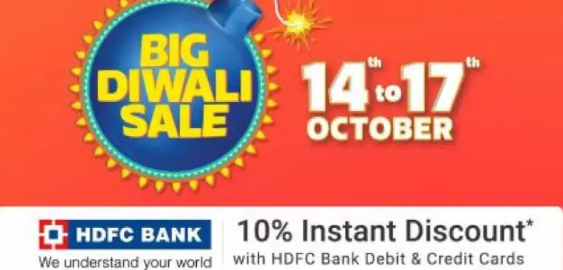 BIG
DIWALI
SALE
14th to 17th
OCTOBER
HDFC BANK
We understand your world
10% Instant Discount*
with HDFC Bank Debit & Credit Cards